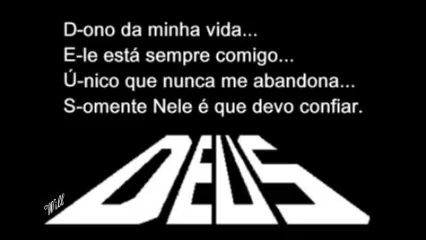 D-ono da minha vida...
E-le está sempre comigo...
Ú-nico que nunca me abandona...
S-omente Nele é que devo confiar.
DEUS
Will